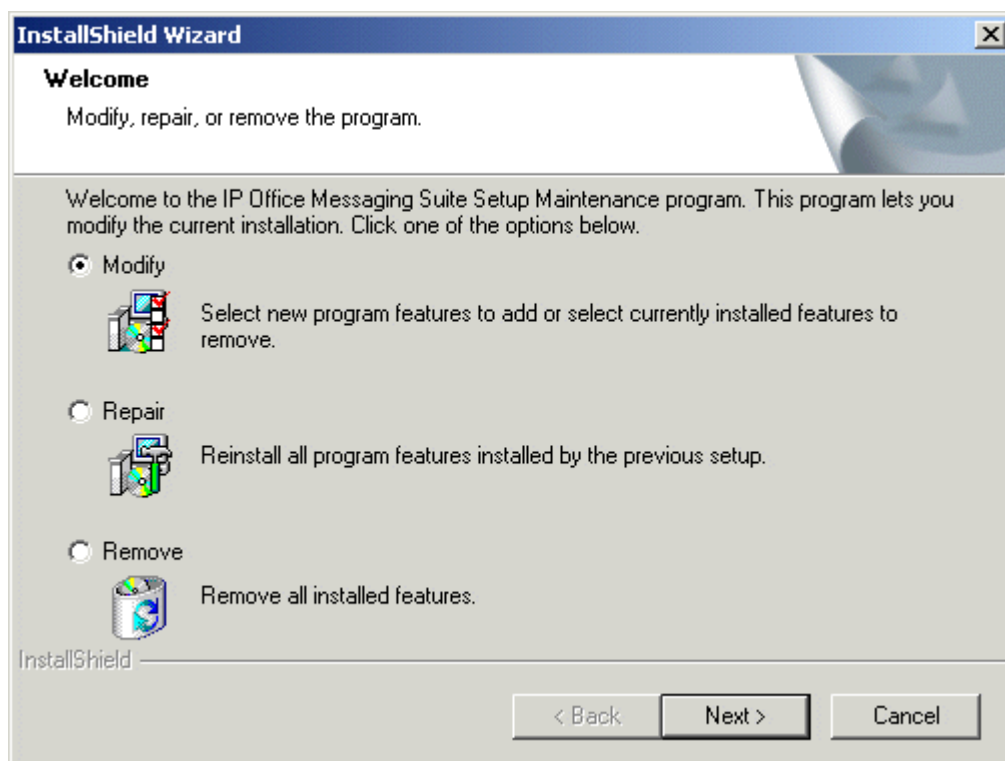 InstallShield Wizard
Welcome
Modify, repair, or remove the program.
Welcome to the IP Office Messaging Suite Setup Maintenance program. This program lets you
modify the current installation. Click one of the options below.
Modify
Select new program features to add or select currently installed features to
remove.
Repair
Reinstall all program features installed by the previous setup.
Remove
Remove all installed features.
InstallShield
< Back
Next >
Cancel